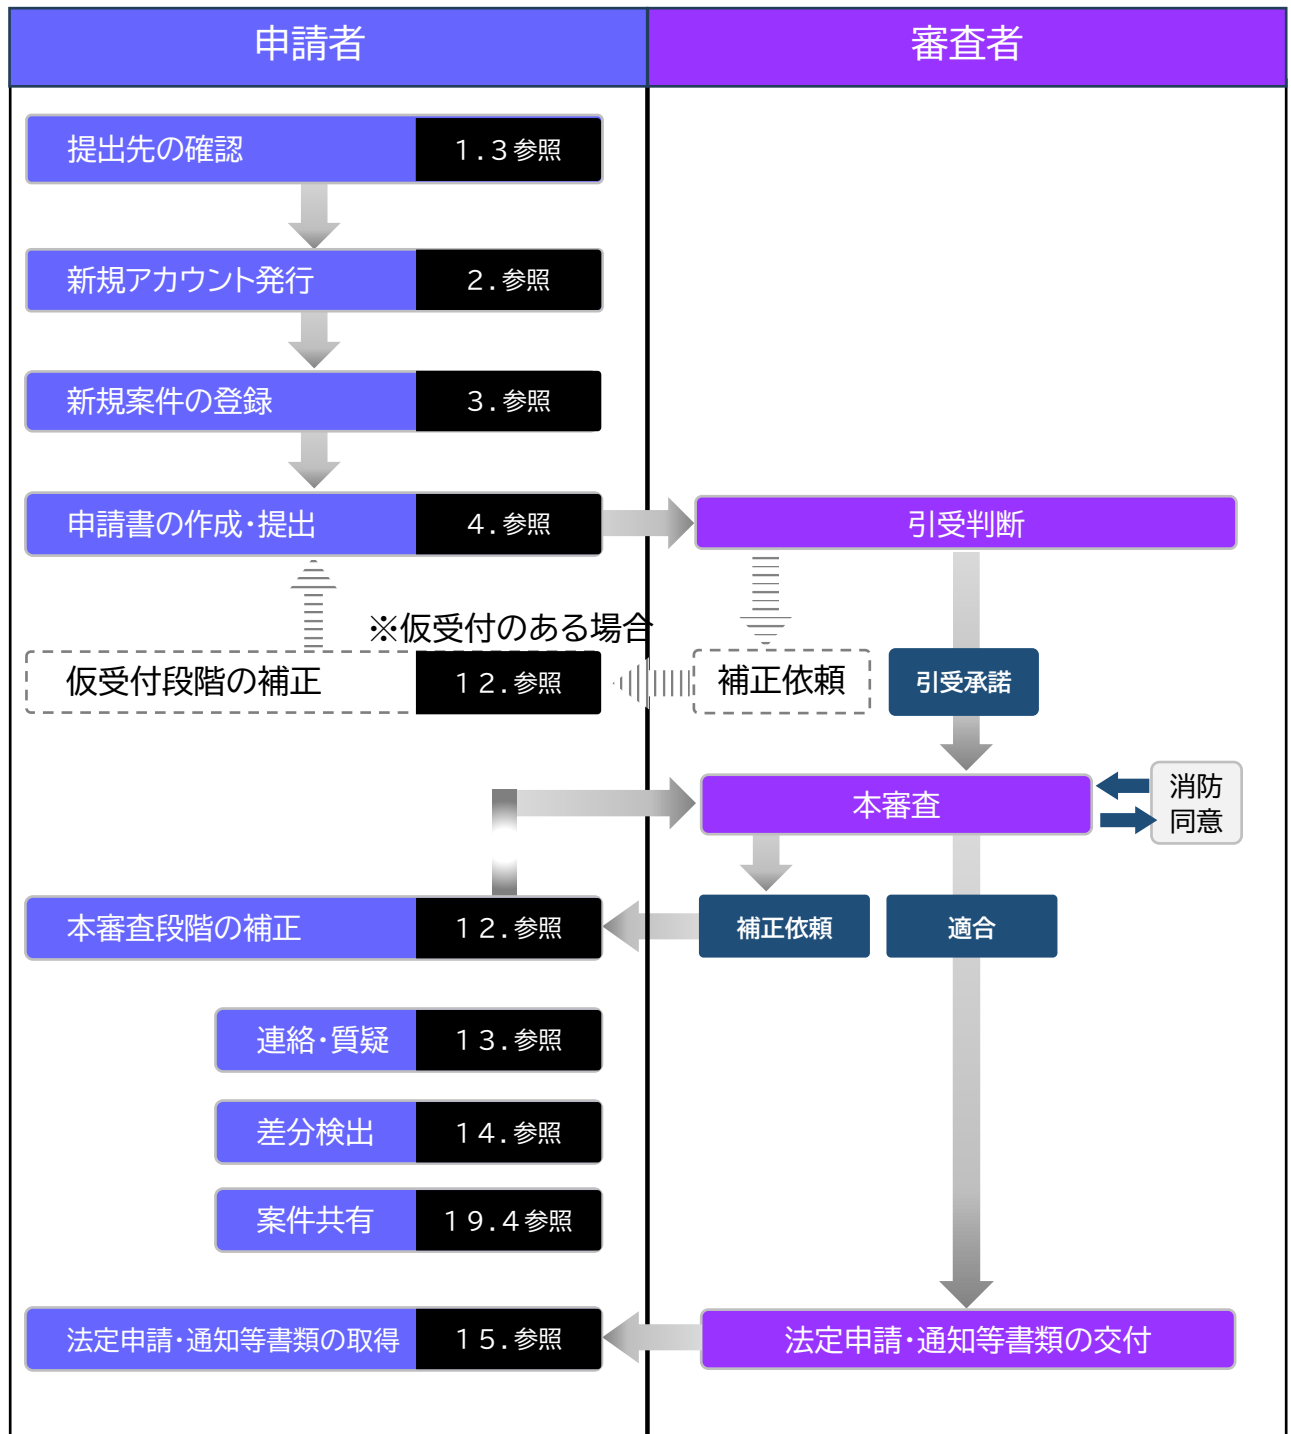 申請者
審査者
提出先の確認
１.３参照
新規アカウント発行
２.参照
新規案件の登録
３.参照
申請書の作成・提出
４.参照
引受判断
※仮受付のある場合
仮受付段階の補正
１２.参照
補正依頼
引受承諾
本審査
消防
同意
本審査段階の補正
１２.参照
補正依頼
適合
連絡・質疑
１３.参照
差分検出
１４.参照
案件共有
１９.４参照
法定申請・通知等書類の取得
１５.参照
法定申請・通知等書類の交付